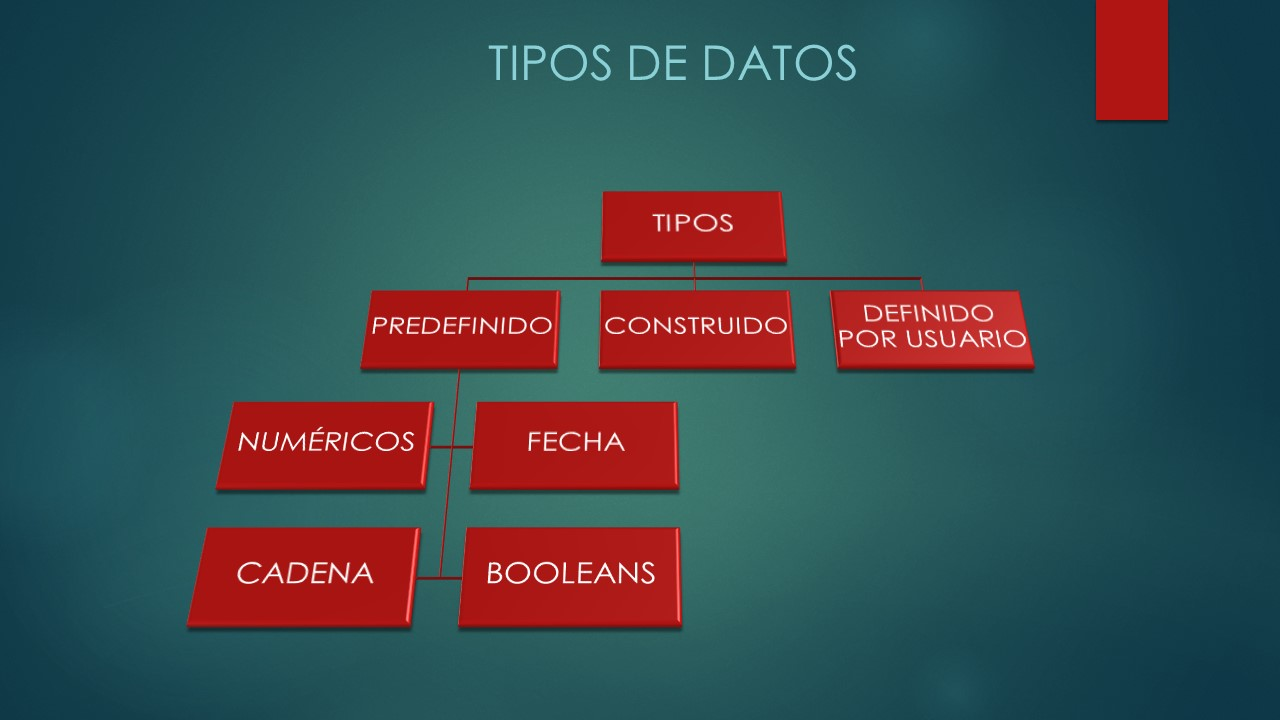 TIPOS DE DATOS
TIPOS
PREDEFINIDO
CONSTRUIDO
DEFINIDO
POR USUARIO
NUMÉRICOS
FECHA
CADENA
BOOLEANS